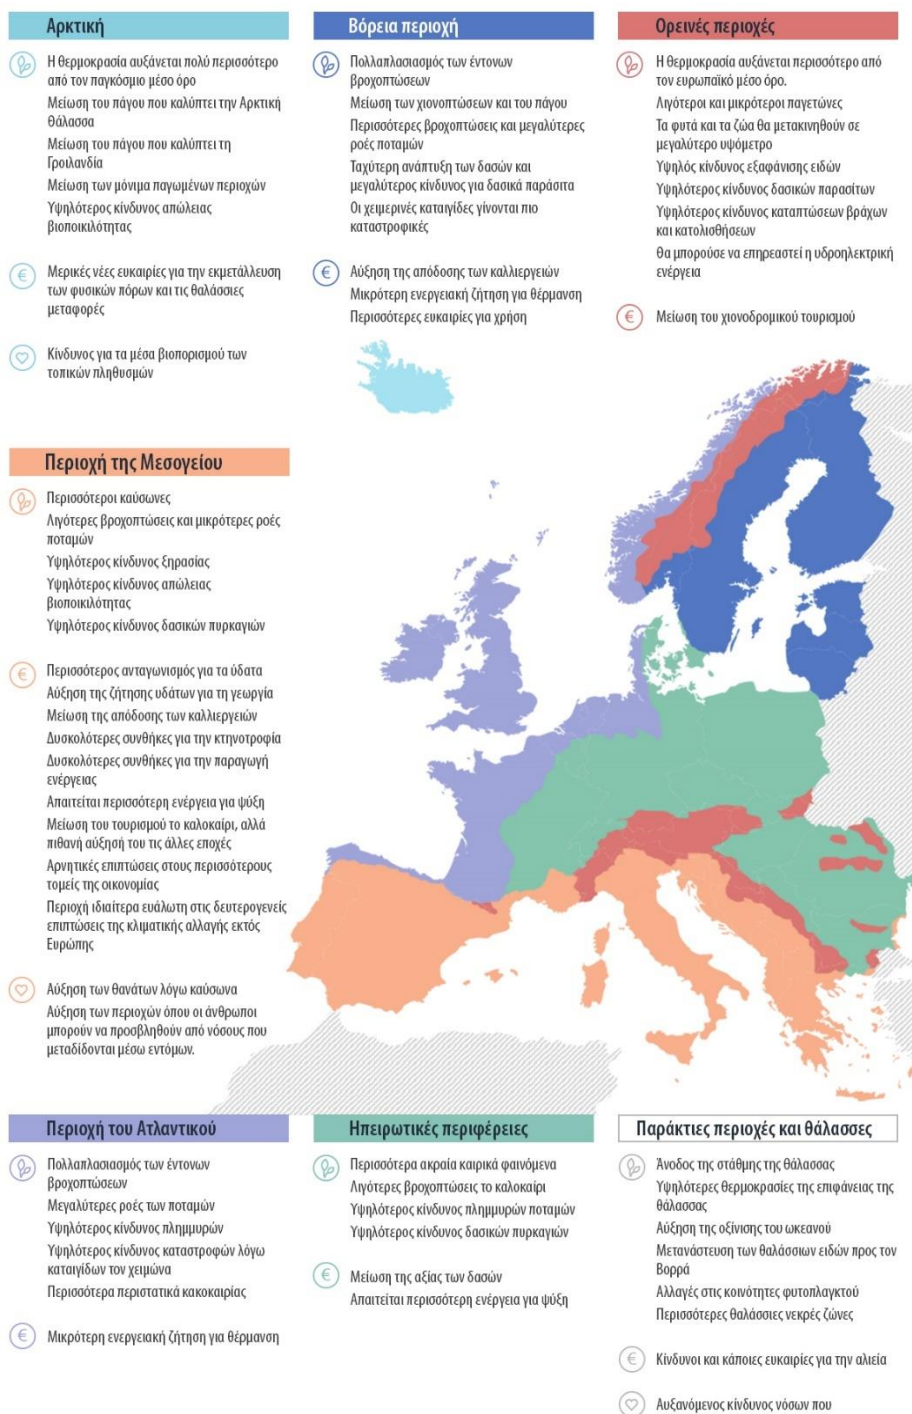 Αρκτική
Η θερμοκρασία αυξάνεται πολύ περισσότερο
από τον παγκόσμιο μέσο όρο
Μείωση του πάγου που καλύπτει την Αρκτική
Θάλασσα
Μείωση του πάγου που καλύπτει τη
Γροιλανδία
Μείωση των μόνιμα παγωμένων περιοχών
Υψηλότερος κίνδυνος απώλειας
βιοποικιλότητας
€
Μερικές νέες ευκαιρίες για την εκμετάλλευση
των φυσικών πόρων και τις θαλάσσιες
μεταφορές
Κίνδυνος για τα μέσα βιοπορισμού των
τοπικών πληθυσμών
Βόρεια περιοχή
Πολλαπλασιασμός των έντονων
βροχοπτώσεων
Μείωση των χιονοπτώσεων και του πάγου
Περισσότερες βροχοπτώσεις και μεγαλύτερες
ροές ποταμών
Ταχύτερη ανάπτυξη των δασών και
μεγαλύτερος κίνδυνος για δασικά παράσιτα
Οι χειμερινές καταιγίδες γίνονται πιο
καταστροφικές
€
Αύξηση της απόδοσης των καλλιεργειών
Μικρότερη ενεργειακή ζήτηση για θέρμανση
Περισσότερες ευκαιρίες για χρήση
Ορεινές περιοχές
Η θερμοκρασία αυξάνεται περισσότερο από
τον ευρωπαϊκό μέσο όρο.
Λιγότεροι και μικρότεροι παγετώνες
Τα φυτά και τα ζώα θα μετακινηθούν σε
μεγαλύτερο υψόμετρο
Υψηλός κίνδυνος εξαφάνισης ειδών
Υψηλότερος κίνδυνος δασικών παρασίτων
Υψηλότερος κίνδυνος καταπτώσεων βράχων
και κατολισθήσεων
Θα μπορούσε να επηρεαστεί η υδροηλεκτρική
ενέργεια
€
Μείωση του χιονοδρομικού τουρισμού
Περιοχή της Μεσογείου
Περισσότεροι καύσωνες
Λιγότερες βροχοπτώσεις και μικρότερες ροές
ποταμών
Υψηλότερος κίνδυνος ξηρασίας
Υψηλότερος κίνδυνος απώλειας
βιοποικιλότητας
Υψηλότερος κίνδυνος δασικών πυρκαγιών
€
Περισσότερος ανταγωνισμός για τα ύδατα
Αύξηση της ζήτησης υδάτων για τη γεωργία
Μείωση της απόδοσης των καλλιεργειών
Δυσκολότερες συνθήκες για την κτηνοτροφία
Δυσκολότερες συνθήκες για την παραγωγή
ενέργειας
Απαιτείται περισσότερη ενέργεια για ψύξη
Μείωση του τουρισμού το καλοκαίρι, αλλά
πιθανή αύξησή του τις άλλες εποχές
Αρνητικές επιπτώσεις στους περισσότερους
τομείς της οικονομίας
Περιοχή ιδιαίτερα ευάλωτη στις δευτερογενείς
επιπτώσεις της κλιματικής αλλαγής εκτός
Ευρώπης
Αύξηση των θανάτων λόγω καύσωνα
Αύξηση των περιοχών όπου οι άνθρωποι
μπορούν να προσβληθούν από νόσους που
μεταδίδονται μέσω εντόμων.
Περιοχή του Ατλαντικού
Πολλαπλασιασμός των έντονων
βροχοπτώσεων
Μεγαλύτερες ροές των ποταμών
Υψηλότερος κίνδυνος πλημμυρών
Υψηλότερος κίνδυνος καταστροφών λόγω
καταιγίδων τον χειμώνα
Περισσότερα περιστατικά κακοκαιρίας
€
Μικρότερη ενεργειακή ζήτηση για θέρμανση
Ηπειρωτικές περιφέρειες
Περισσότερα ακραία καιρικά φαινόμενα
Λιγότερες βροχοπτώσεις το καλοκαίρι
Υψηλότερος κίνδυνος πλημμυρών ποταμών
Υψηλότερος κίνδυνος δασικών πυρκαγιών
€
Μείωση της αξίας των δασών
Απαιτείται περισσότερη ενέργεια για ψύξη
Παράκτιες περιοχές και θάλασσες
Άνοδος της στάθμης της θάλασσας
Υψηλότερες θερμοκρασίες της επιφάνειας της
θάλασσας
Αύξηση της οξίνισης του ωκεανού
Μετανάστευση των θαλάσσιων ειδών προς τον
Βορρά
Αλλαγές στις κοινότητες φυτοπλαγκτού
Περισσότερες θαλάσσιες νεκρές ζώνες
€
Κίνδυνοι και κάποιες ευκαιρίες για την αλιεία
Αυξανόμενος κίνδυνος νόσων που